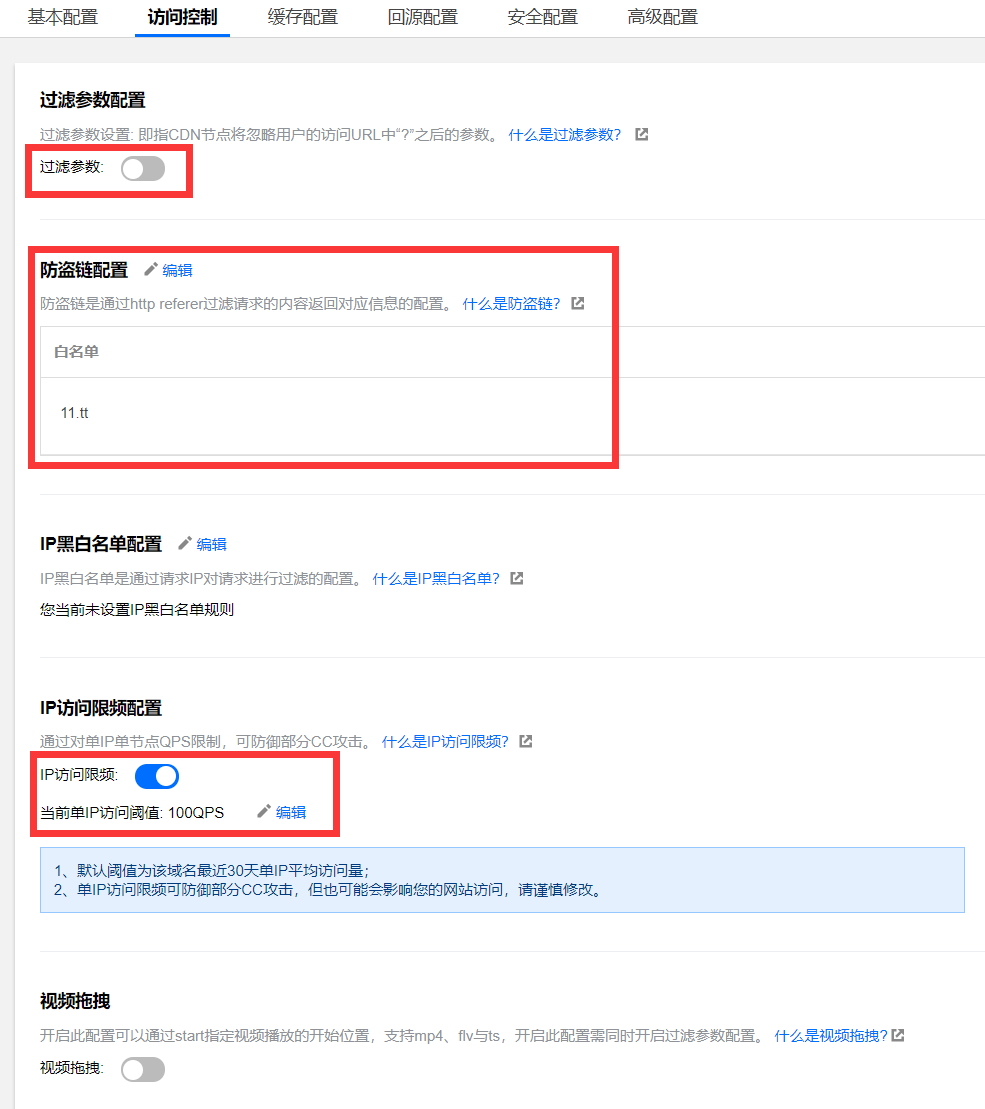 基本配置 访问控制 缓存配置 回源配置 安全配置 高级配置
过滤参数配置
过滤参数设置: 即指CDN节点将忽略用户的访问URL中“?”之后的参数。 什么是过滤参数?
过滤参数:
防盗链配置 编辑
防盗链是通过http referer过滤请求的内容返回对应信息的配置。 什么是防盗链?
白名单
11.tt
IP黑白名单配置 编辑
IP黑白名单是通过请求IP对请求进行过滤的配置。 什么是IP黑白名单?
您当前未设置IP黑白名单规则
IP访问限频配置
通过对单IP单节点QPS限制，可防御部分CC攻击。 什么是IP访问限频?
IP访问限频:
当前单IP访问阈值: 100QPS 编辑
1、默认阈值为该域名最近30天单IP平均访问量；
2、单IP访问限频可防御部分CC攻击，但也可能会影响您的网站访问，请谨慎修改。
视频拖拽
开启此配置可以通过start指定视频播放的开始位置，支持mp4、flv与ts，开启此配置需同时开启过滤参数配置。 什么是视频拖拽?
视频拖拽: